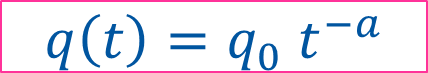 q(t) = q₀ t⁻ᵃ